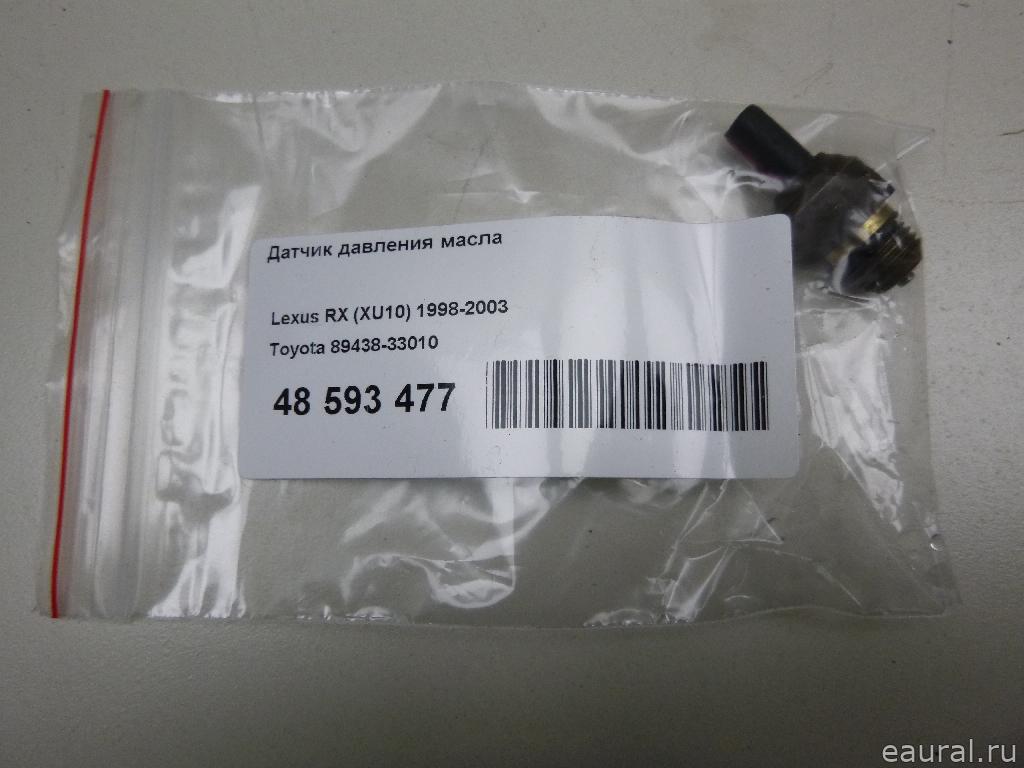 Датчик давления масла
Lexus RX (XU10) 1998-2003
Toyota 89438-33010
48 593 477
eaural.ru